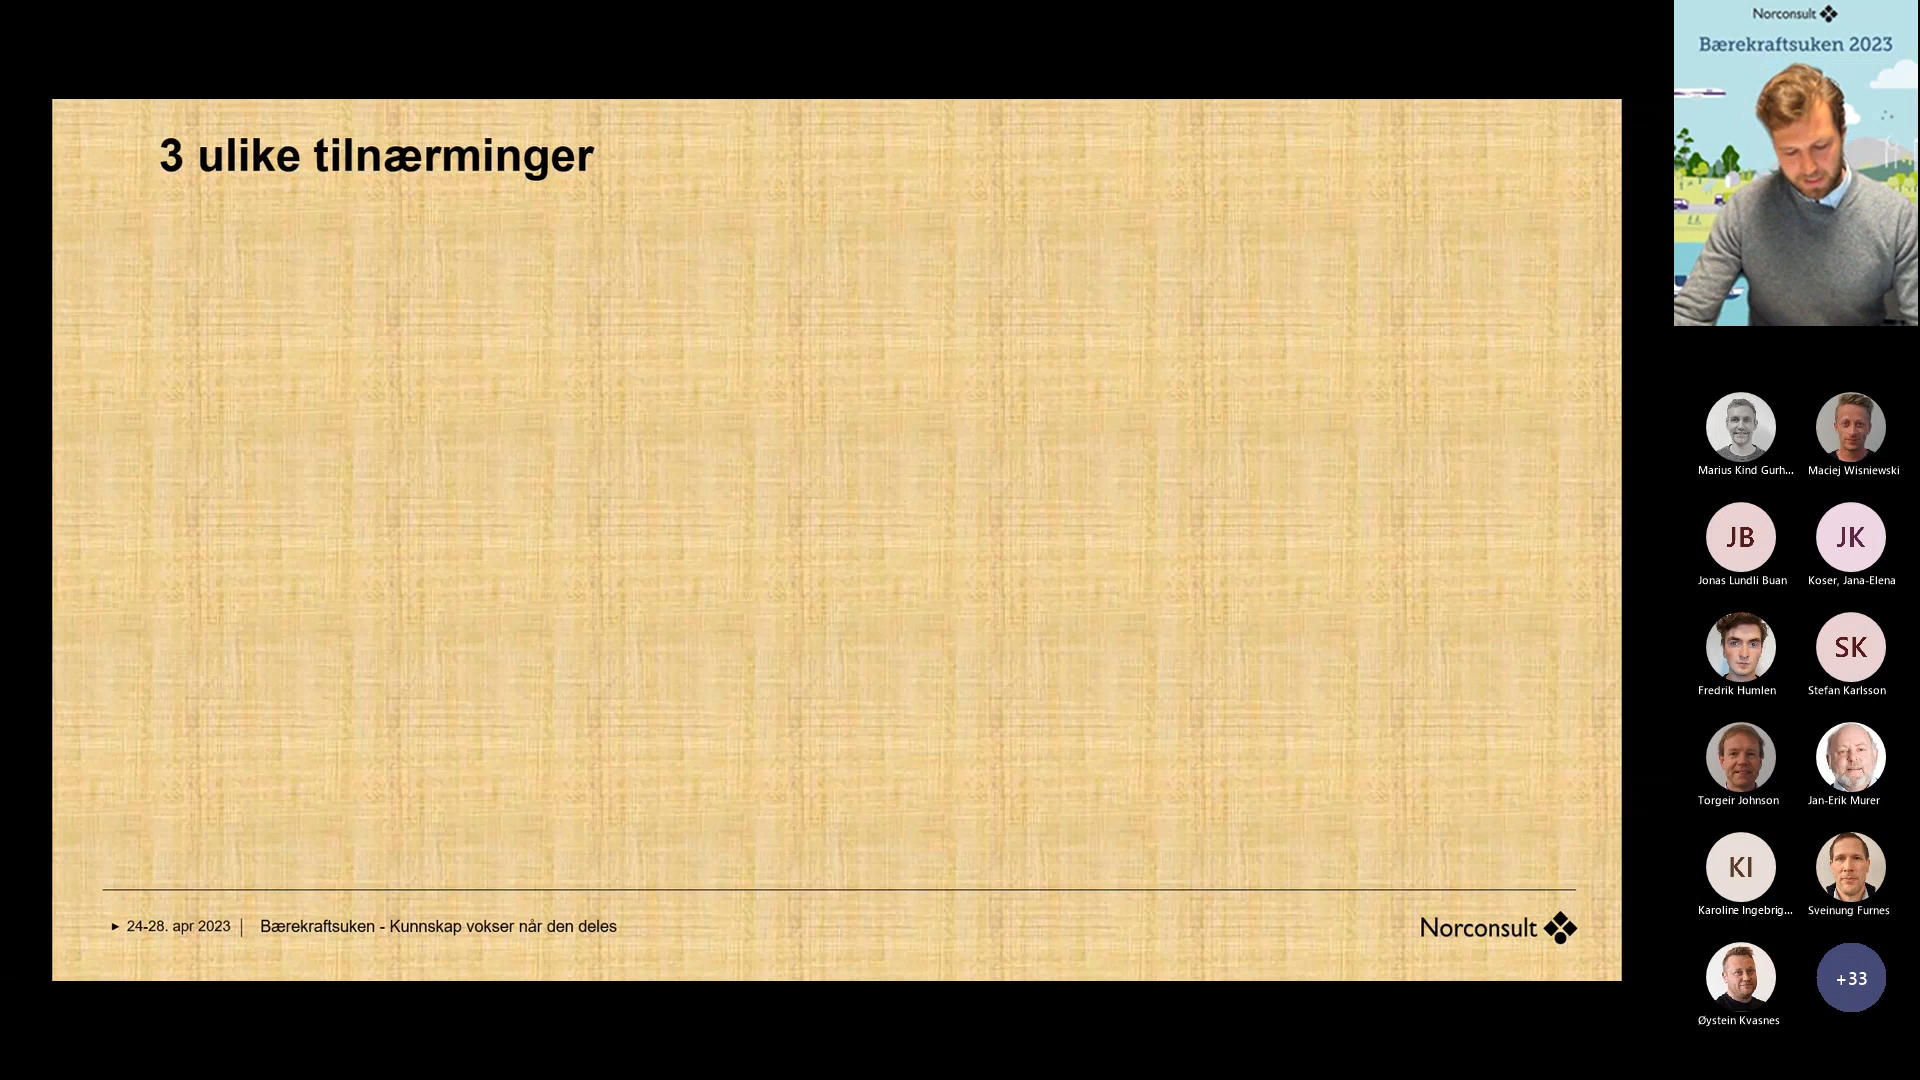 Norconsult
Bærekraftsuken 2023
3 ulike tilnærminger
24-28. apr 2023
Bærekraftsuken - Kunnskap vokser når den deles
Norconsult
Marius Kind Gurh...
Maciej Wisniewski
JB
JK
Jonas Lundli Buan
Koser, Jana-Elena
SK
Fredrik Humlen
Stefan Karlsson
Torgeir Johnson
Jan-Erik Murer
KI
Karoline Ingebrig...
Sveinung Furnes
+33
Øystein Kvasnes